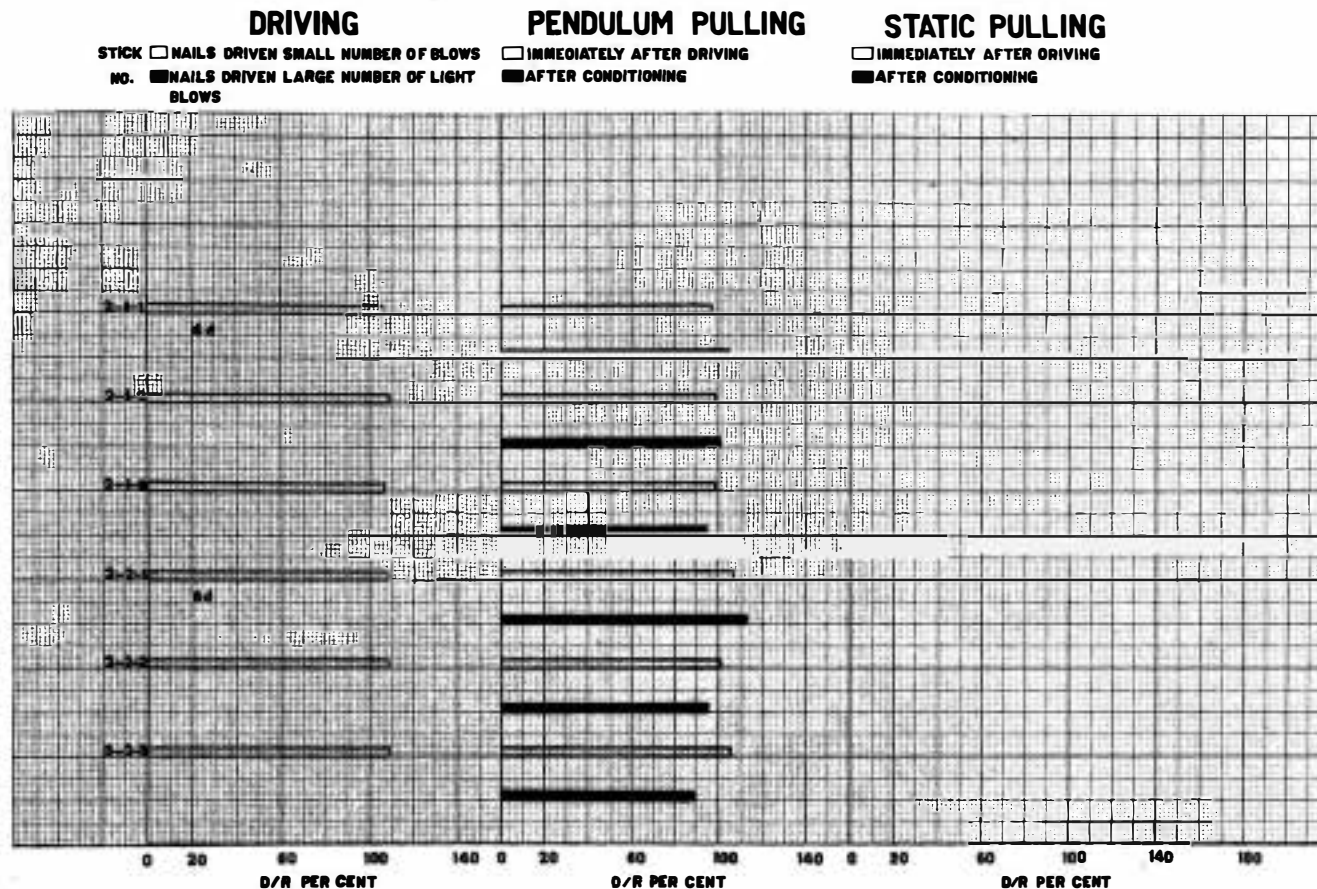 DRIVING
PENDULUM PULLING
STATIC PULLING
STICK NAILS DRIVEN SMALL NUMBER OF BLOWS
NO. NAILS DRIVEN LARGE NUMBER OF LIGHT
BLOWS
IMMEDIATELY AFTER DRIVING
AFTER CONDITIONING
IMMEDIATELY AFTER DRIVING
AFTER CONDITIONING
6d
8d
0 20 60 100 140 0 20 60 100 140 0 20 60 100 140 180
D/R PER CENT
D/R PER CENT
D/R PER CENT